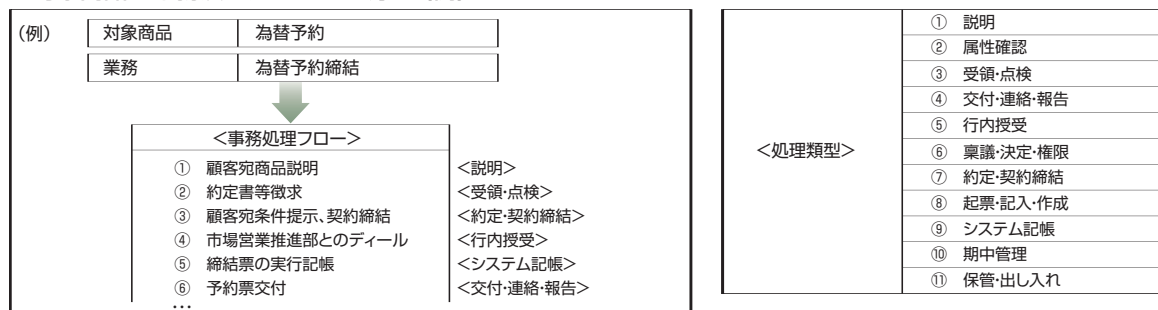 (例)
対象商品 為替予約
業務 為替予約締結
<事務処理フロー>
① 顧客宛商品説明 <説明>
② 約定書等徴求 <受領・点検>
③ 顧客宛条件提示、契約締結 <約定・契約締結>
④ 市場営業推進部とのディール <行内授受>
⑤ 締結票の実行記帳 <システム記帳>
⑥ 予約票交付 <交付・連絡・報告>
…
<処理類型>
① 説明
② 属性確認
③ 受領・点検
④ 交付・連絡・報告
⑤ 行内授受
⑥ 稟議・決定・権限
⑦ 約定・契約締結
⑧ 起票・記入・作成
⑨ システム記帳
⑩ 期中管理
⑪ 保管・出し入れ